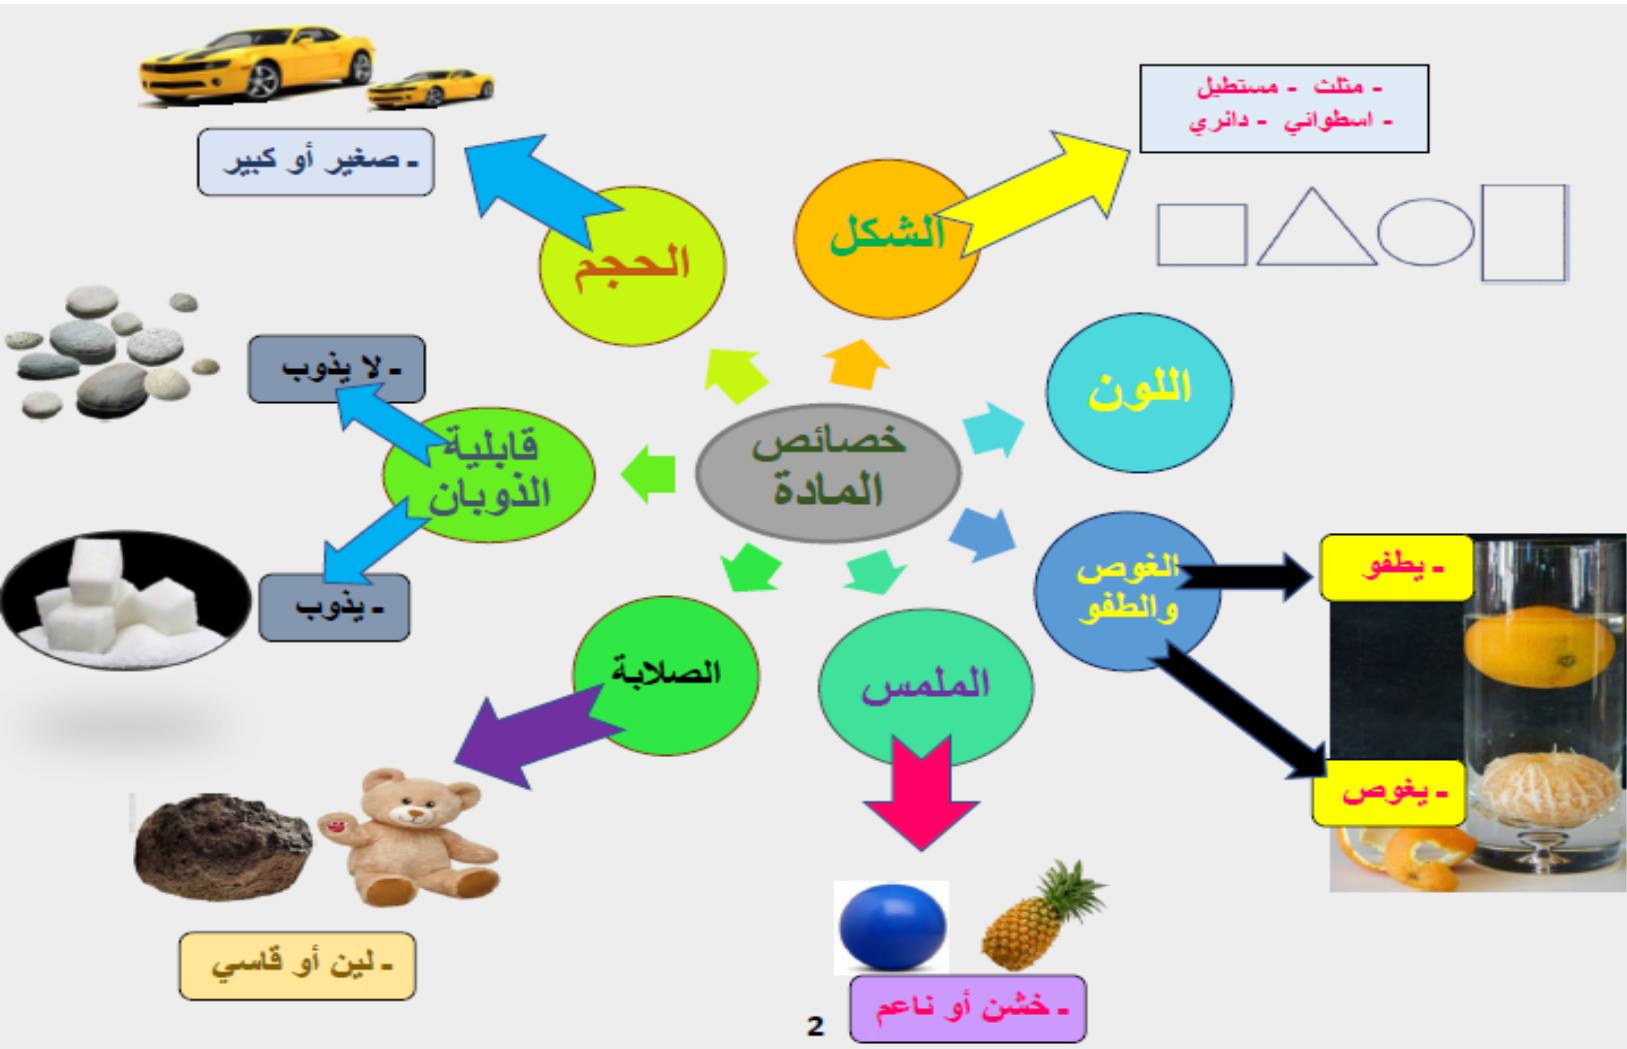 - مثلث - مستطيل
- اسطواني - دائري
- صغير أو كبير
الشكل
الحجم
اللون
- لا يذوب
قابلية
الذوبان
خصائص
المادة
- يذوب
الغوص
والطفو
- يطفو
- يغوص
الملمس
الصلابة
- لين أو قاسي
- خشن أو ناعم
2